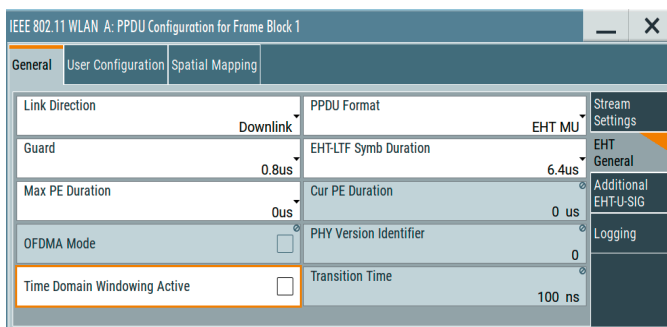 IEEE 802.11 WLAN A: PPDU Configuration for Frame Block 1
General User Configuration Spatial Mapping
Link Direction
Downlink
PPDU Format
EHT MU
Guard
0.8us
EHT-LTF Symb Duration
6.4us
Max PE Duration
0us
Cur PE Duration
0 us
OFDMA Mode
PHY Version Identifier
0
Time Domain Windowing Active
Transition Time
100 ns
Stream
Settings
EHT
General
Additional
EHT-U-SIG
Logging